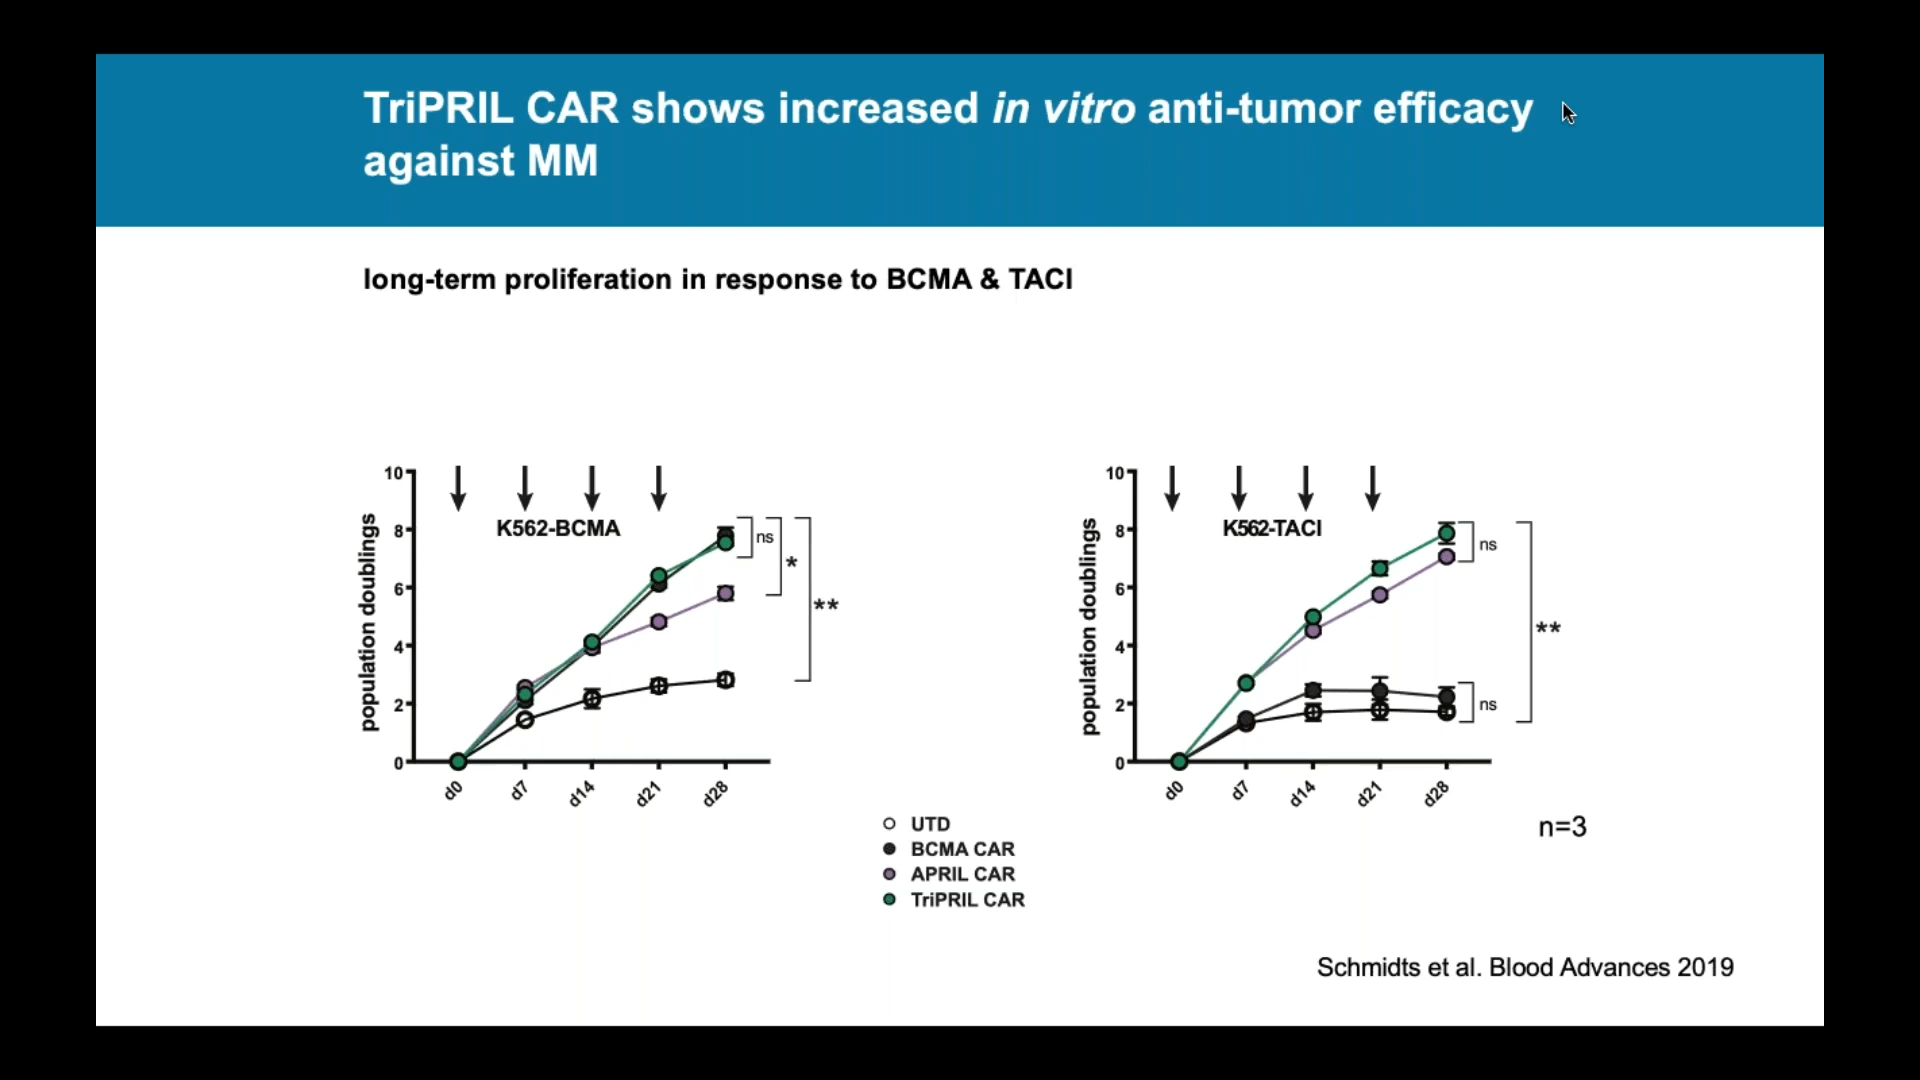 TriPRIL CAR shows increased in vitro anti-tumor efficacy
against MM
long-term proliferation in response to BCMA & TACI
population doublings
10
8
6
4
2
0
K562-BCMA
ns
*
**
d0
d7
d14
d21
d28
population doublings
10
8
6
4
2
0
K562-TACI
ns
ns
**
d0
d7
d14
d21
d28
UTD
BCMA CAR
APRIL CAR
TriPRIL CAR
n=3
Schmidts et al. Blood Advances 2019